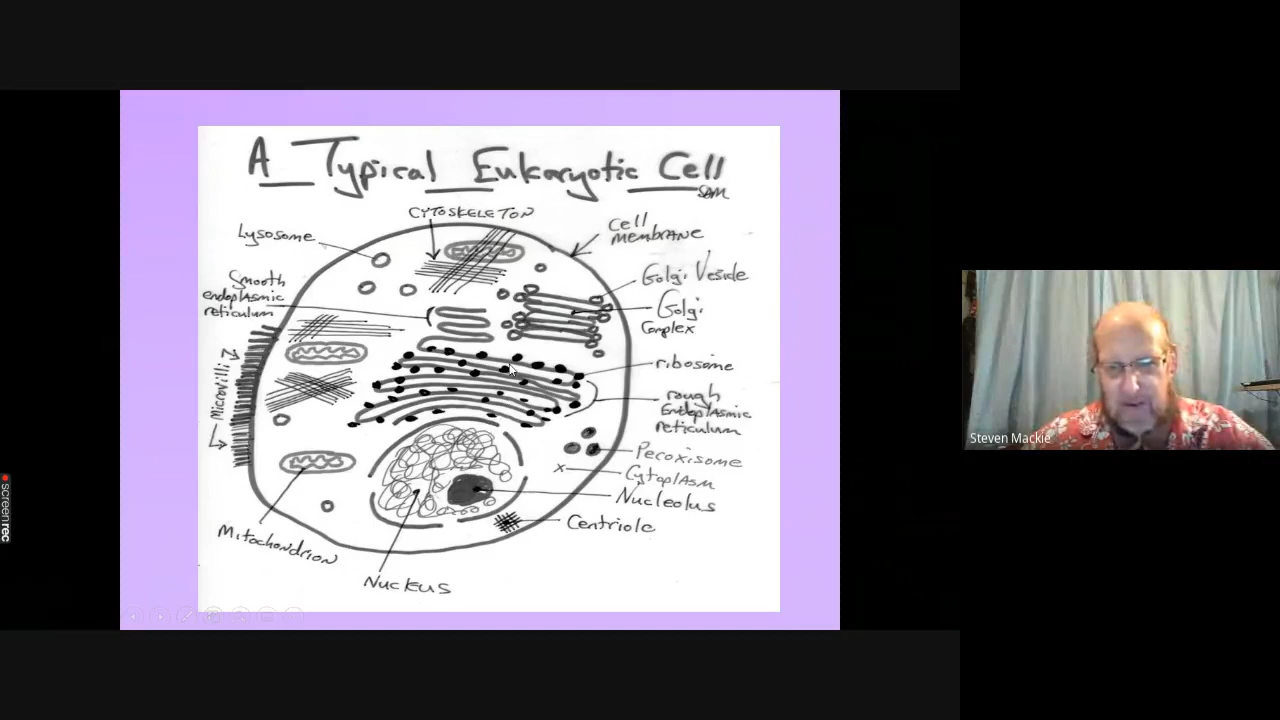 A Typical Eukaryotic Cell
SAM
CYTOSKELETON
Lysosome
Cell
MEMBRANE
Smooth
endoplasmic
reticulum
Golgi Vesicle
Golgi
Complex
Microvilli
ribosome
rough
Endoplasmic
reticulum
Peroxisome
Cytoplasm
Nucleolus
Centriole
Mitochondrion
Nucleus
Steven Mackie
screenrec